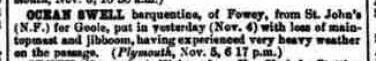 OCEAN SWELL barquentine, of Fowey, from St. John's
(N.F.) for Goole, put in yesterday (Nov. 4) with loss of main-
topmast and jibboom, having experienced very heavy weather
on the passage. (Plymouth, Nov. 5, 6 17 p.m.)